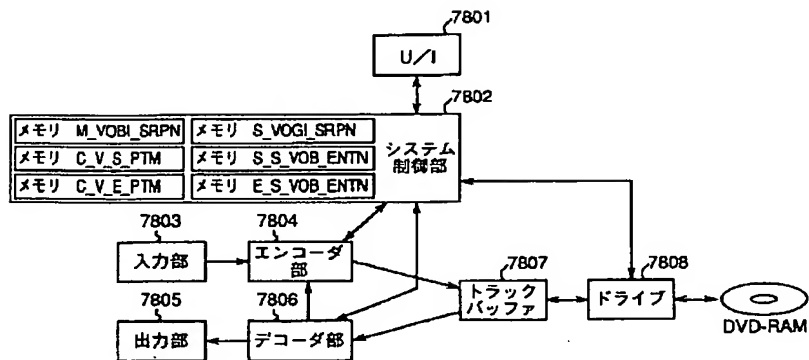 7801
U/I
7802
メモリ M_VOBI_SRPN
メモリ S_VOGI_SRPN
メモリ C_V_S_PTM
メモリ S_S_VOB_ENTN
メモリ C_V_E_PTM
メモリ E_S_VOB_ENTN
システム
制御部
7803
入力部
7804
エンコーダ
部
7805
出力部
7806
デコーダ部
7807
トラック
バッファ
7808
ドライブ
DVD-RAM